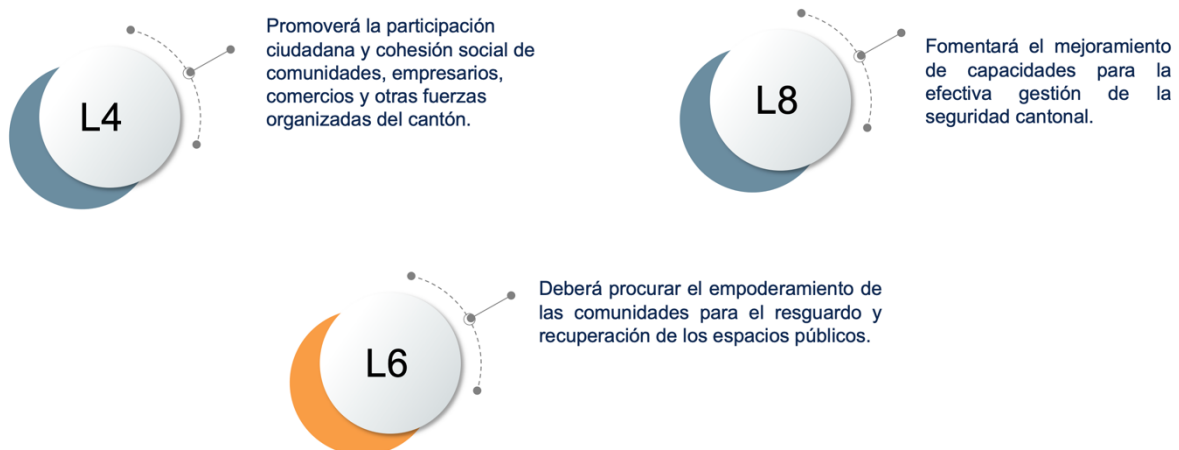 L4
Promoverá la participación
ciudadana y cohesión social de
comunidades, empresarios,
comercios y otras fuerzas
organizadas del cantón.
L8
Fomentará el mejoramiento
de capacidades para la
efectiva gestión de la
seguridad cantonal.
L6
Deberá procurar el empoderamiento de
las comunidades para el resguardo y
recuperación de los espacios públicos.